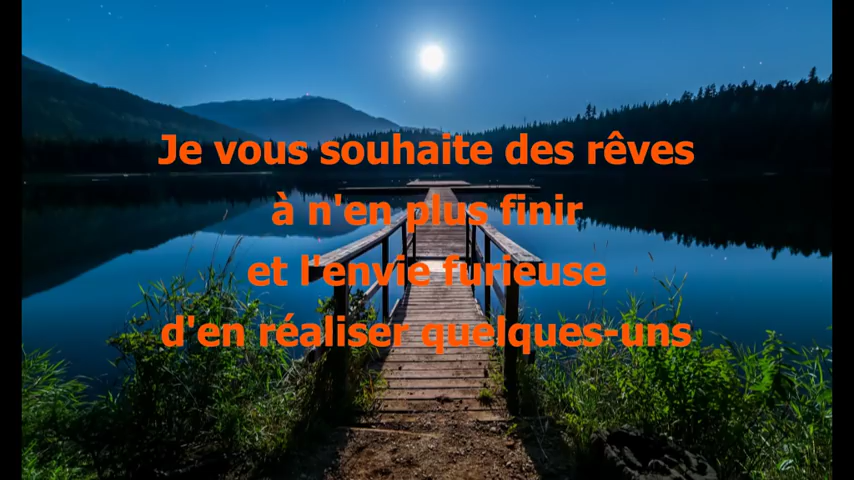 Je vous souhaite des rêves
à n'en plus finir
et l'envie furieuse
d'en réaliser quelques-uns